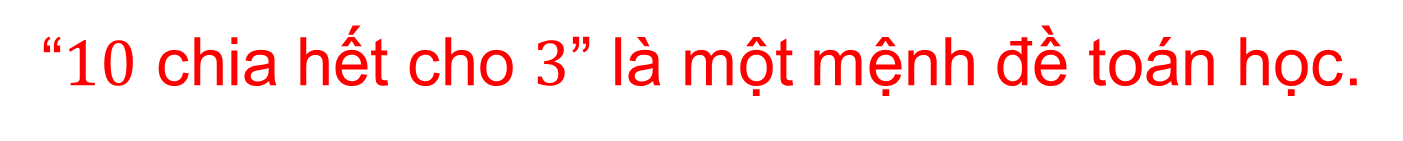 “10 chia hết cho 3” là một mệnh đề toán học.